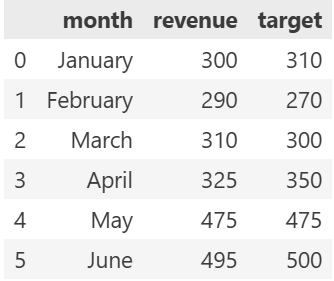 month revenue target
0 January 300 310
1 February 290 270
2 March 310 300
3 April 325 350
4 May 475 475
5 June 495 500